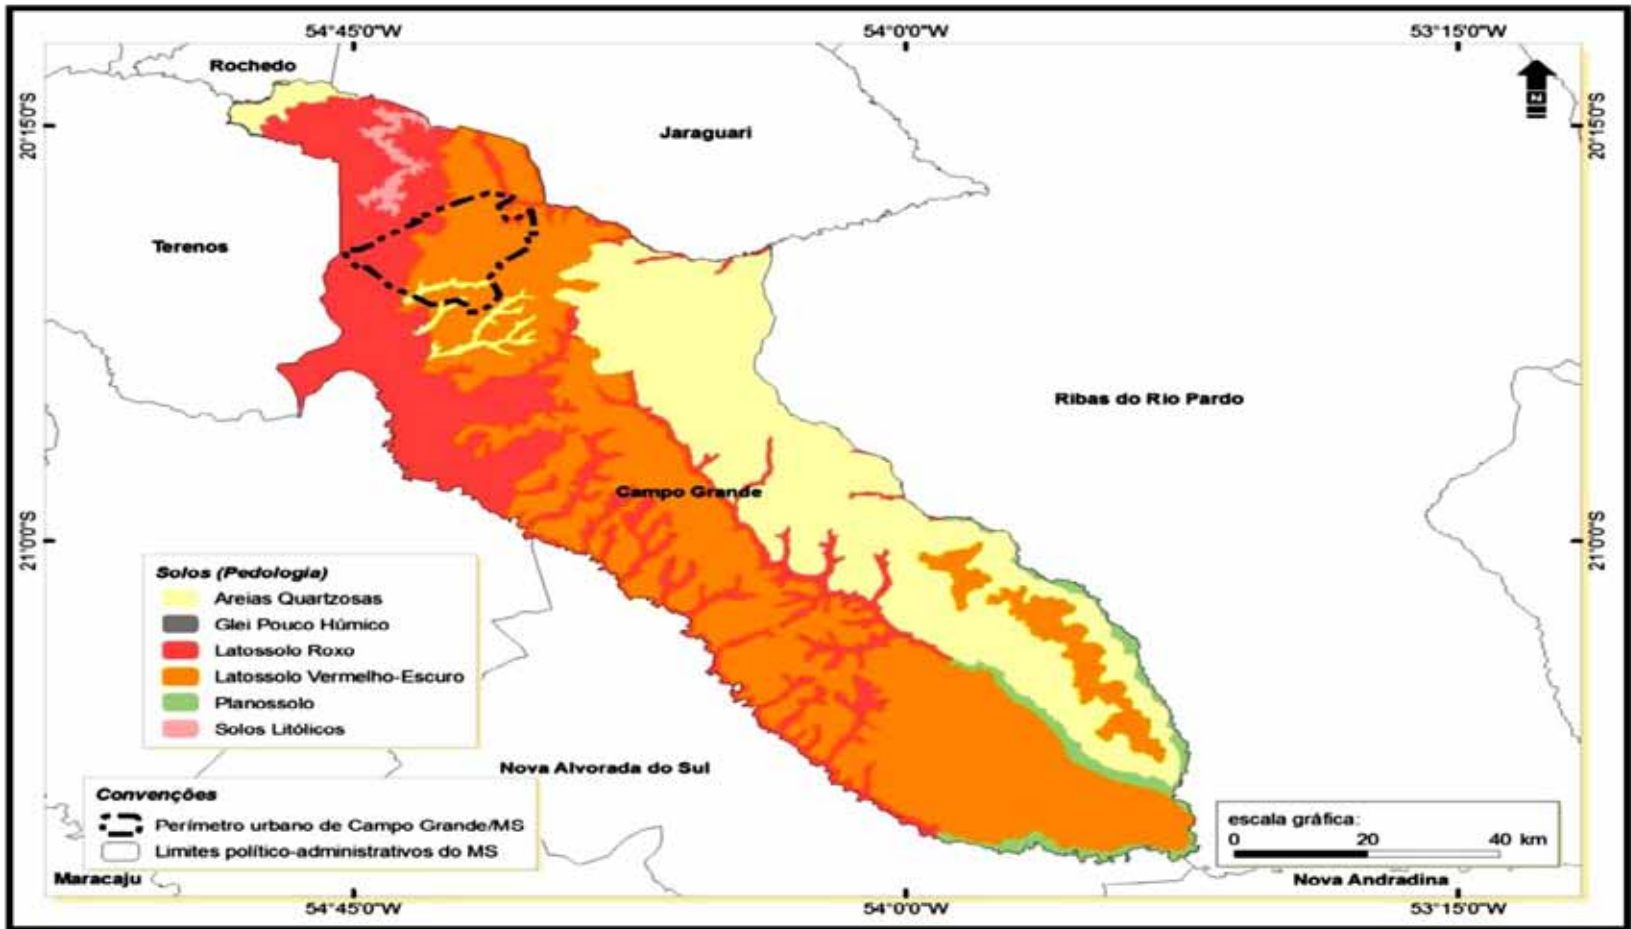 54°45'0"W 54°0'0"W 53°15'0"W
Rochedo
20°15'0"S
20°15'0"S
N
Jaraguari
Terenos
Ribas do Rio Pardo
Campo Grande
21°0'0"S
21°0'0"S
Solos (Pedologia)
Areias Quartzosas
Glei Pouco Húmico
Latossolo Roxo
Latossolo Vermelho-Escuro
Planossolo
Solos Litólicos
Nova Alvorada do Sul
Convenções
Perímetro urbano de Campo Grande/MS
Limites político-administrativos do MS
escala gráfica:
0 20 40 km
Maracaju
Nova Andradina
54°45'0"W 54°0'0"W 53°15'0"W